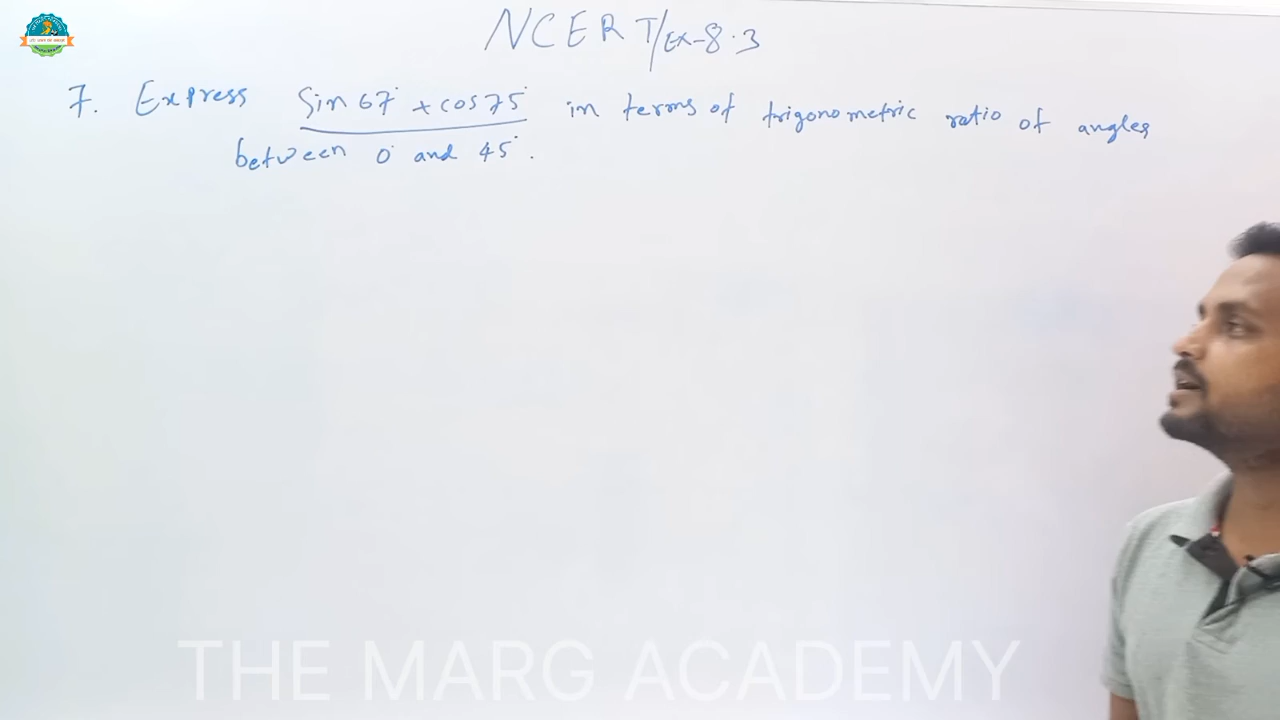 NCERT/Ex-8.3
7. Express Sin 67° + cos 75° in terms of trigonometric ratio of angles
between 0° and 45°.
THE MARG ACADEMY